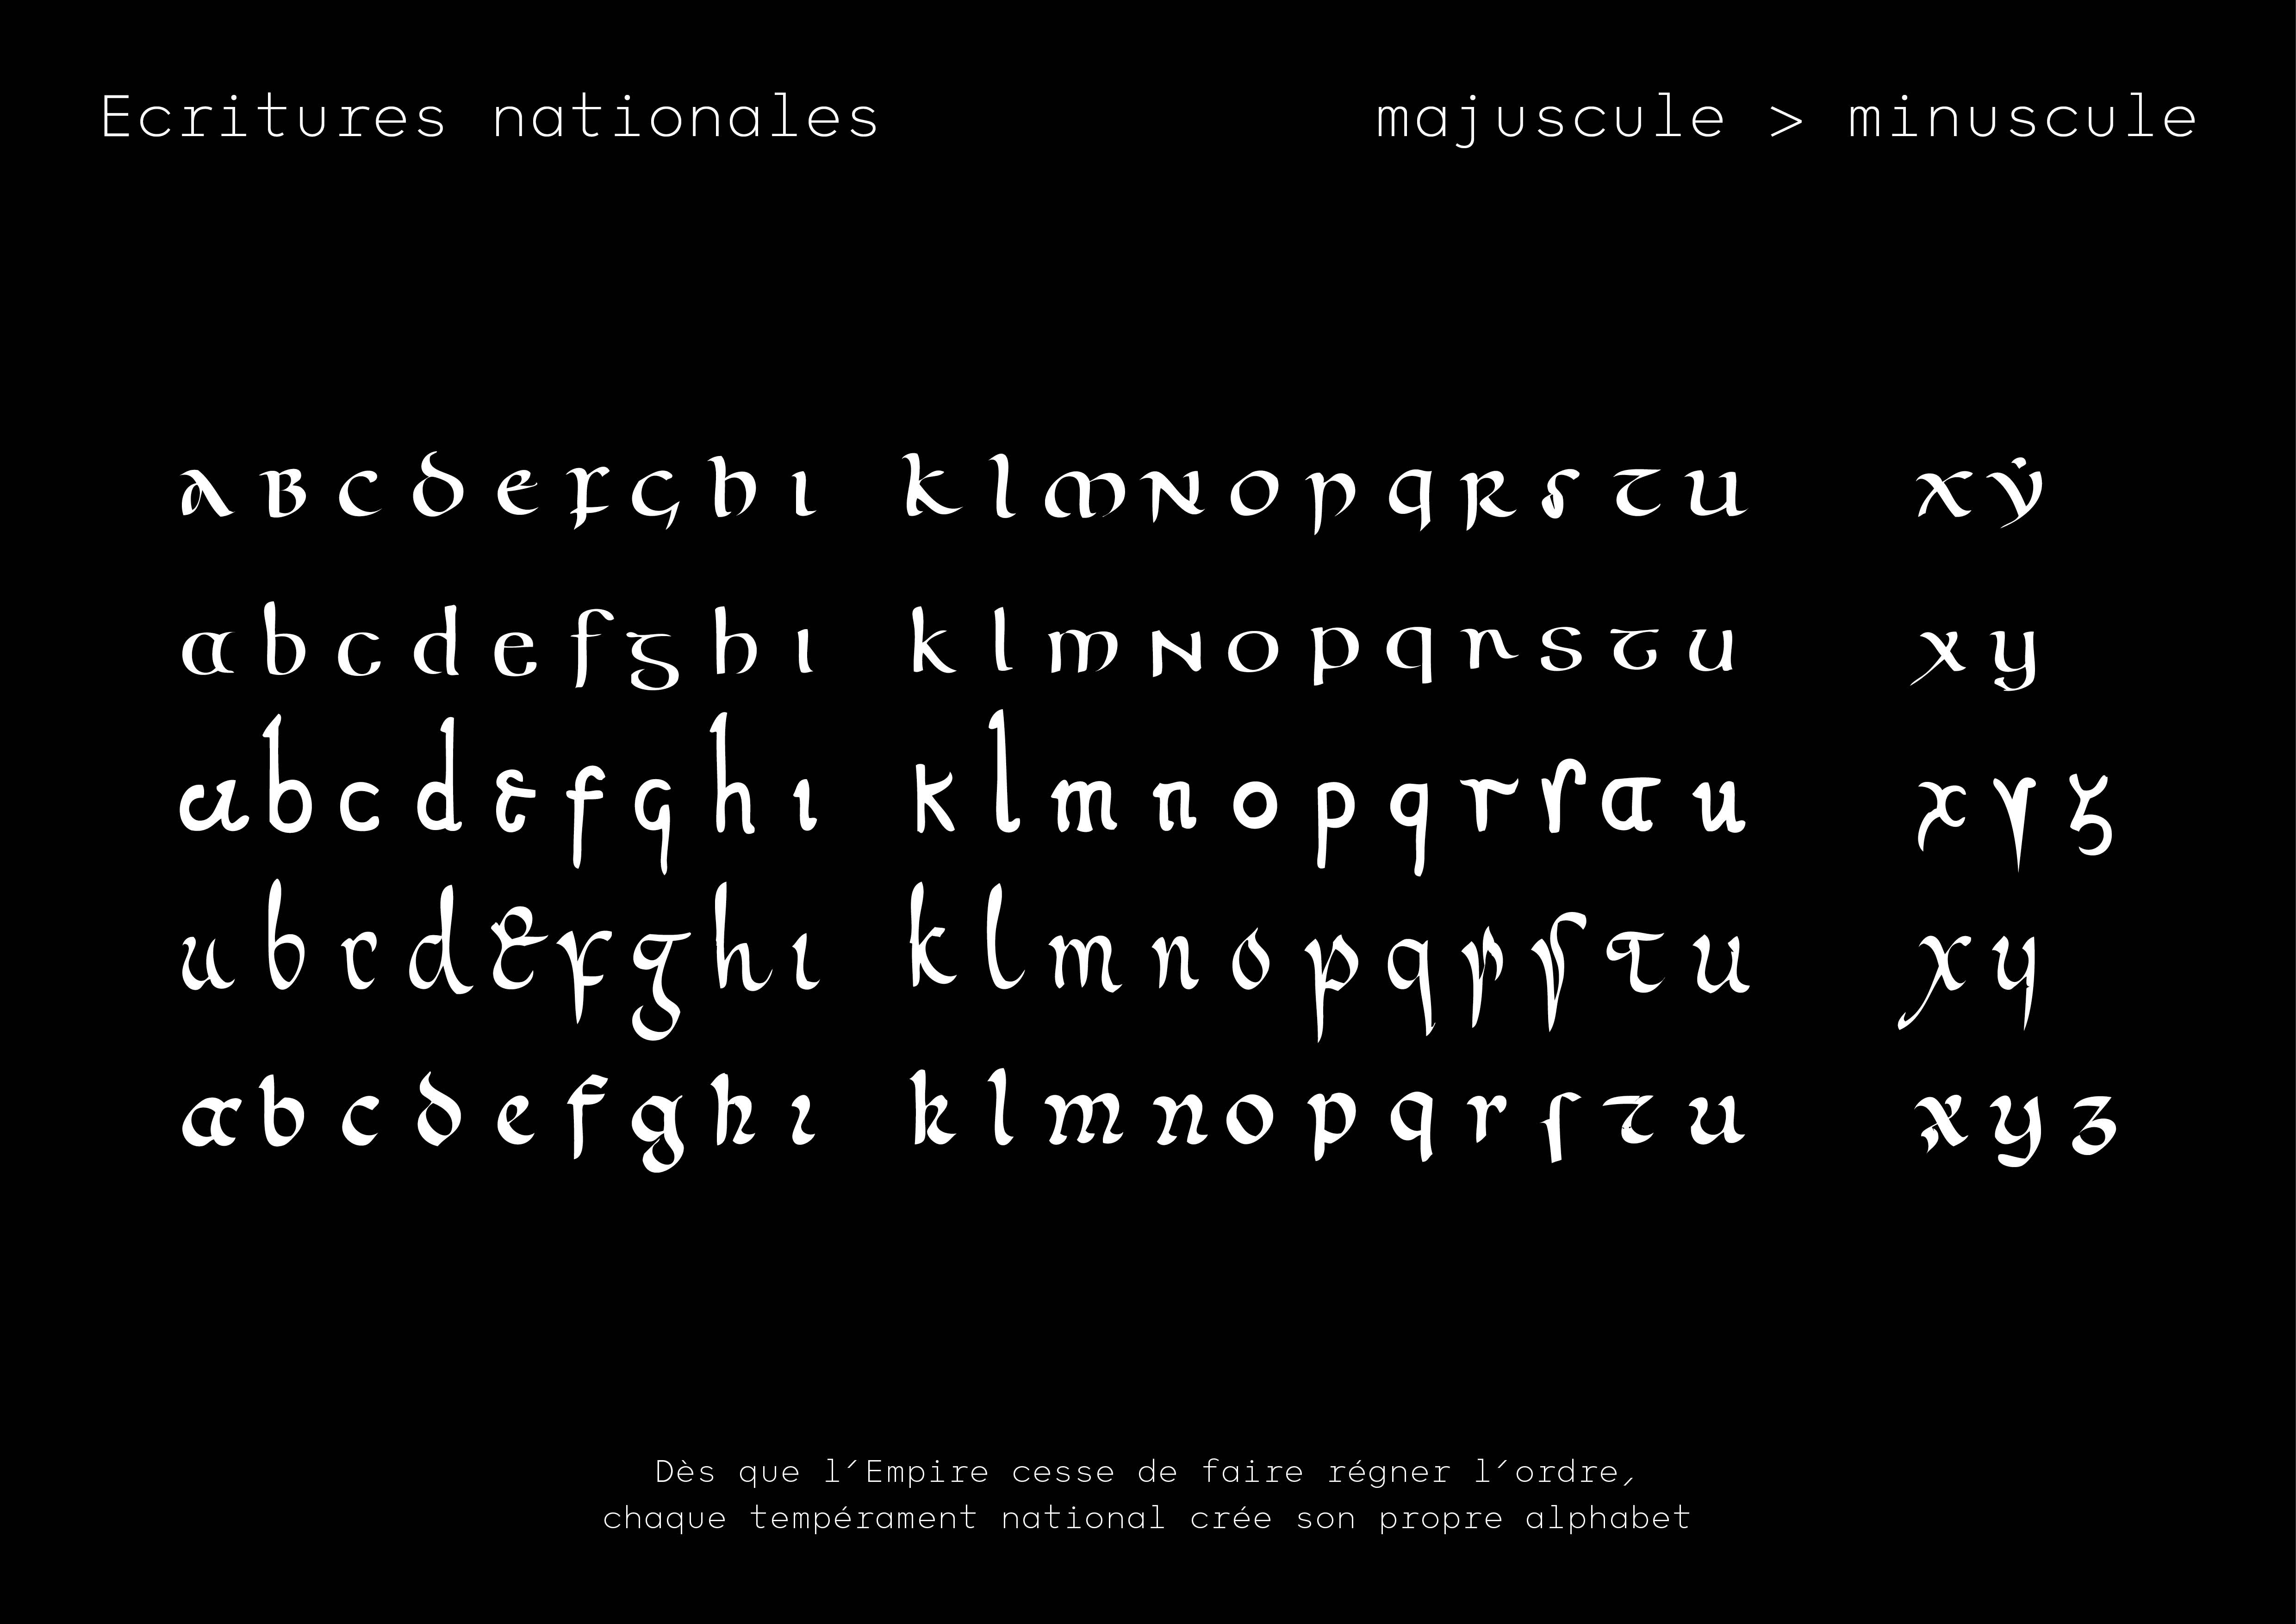 Ecritures nationales majuscule > minuscule
a b c d e f g h ı k l m n o p q r s t u x ẏ
a b c d e f g h ı k l m n o p q r s t u x y
a b c d e f g h ı k l m n o p q r s t u x y z
a b c d e f g h ı k l m n o p q r s t u x y
a b c d e f g h ı k l m n o p q r s t u x y z
Dès que l´Empire cesse de faire régner l´ordre,
chaque tempérament national crée son propre alphabet